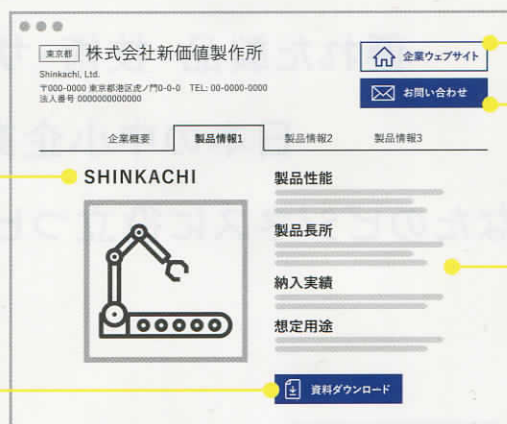 東京都 株式会社新価値製作所
Shinkachi, Ltd.
〒000-0000 東京都港区虎ノ門0-0-0 TEL: 00-0000-0000
法人番号 0000000000000
企業ウェブサイト
お問い合わせ
企業概要 製品情報1 製品情報2 製品情報3
SHINKACHI
製品性能
製品長所
納入実績
想定用途
資料ダウンロード